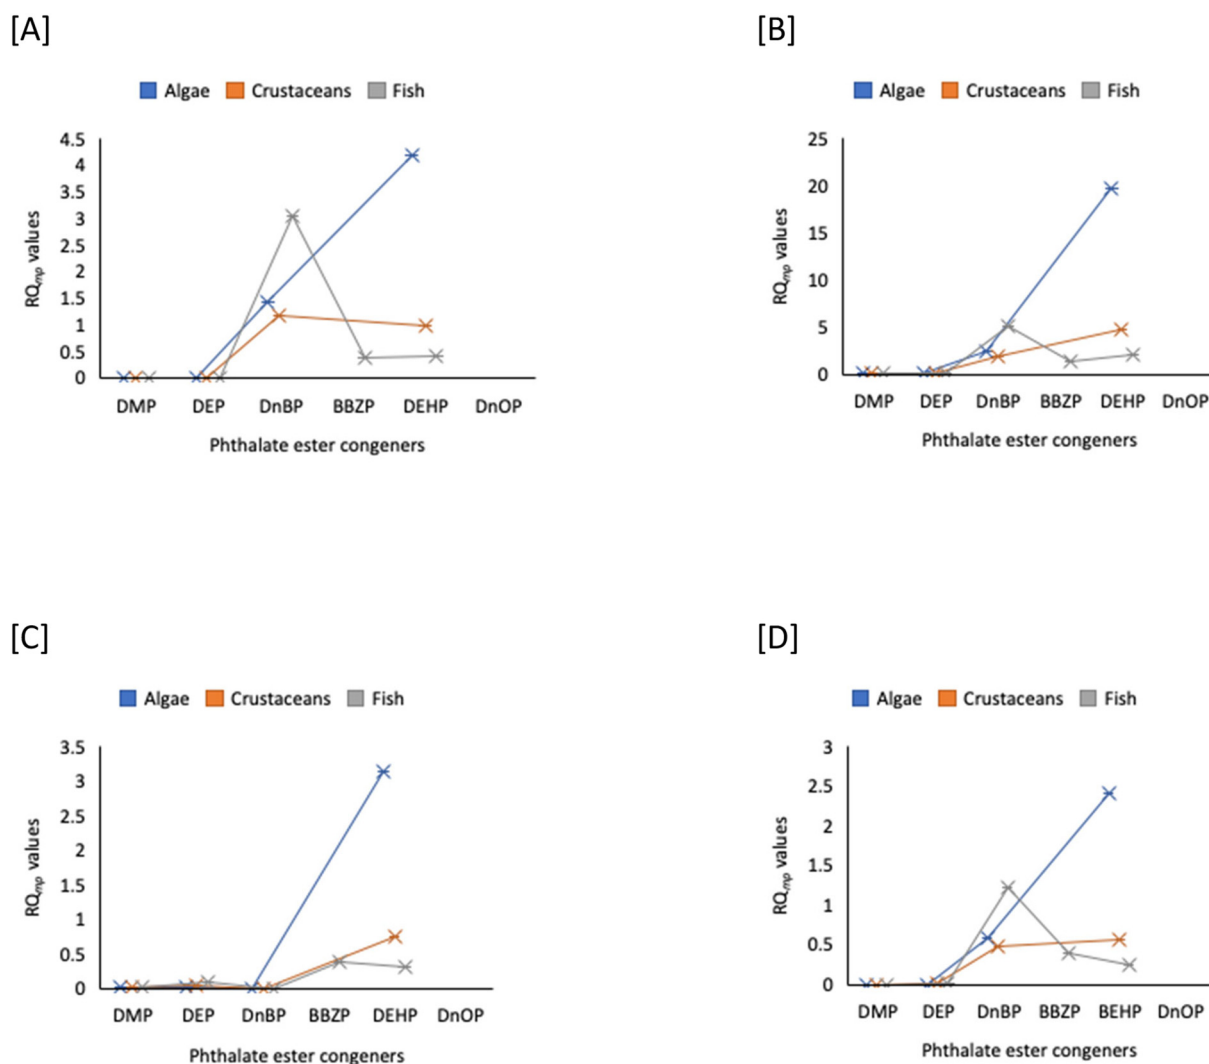 [A]
Algae Crustaceans Fish
4.5
4
3.5
3
2.5
2
1.5
1
0.5
0
RQmp values
DMP DEP DnBP BBZP DEHP DnOP
Phthalate ester congeners
[B]
Algae Crustaceans Fish
25
20
15
10
5
0
RQmp values
DMP DEP DnBP BBZP DEHP DnOP
Phthalate ester congeners
[C]
Algae Crustaceans Fish
3.5
3
2.5
2
1.5
1
0.5
0
RQmp values
DMP DEP DnBP BBZP DEHP DnOP
Phthalate ester congeners
[D]
Algae Crustaceans Fish
3
2.5
2
1.5
1
0.5
0
RQmp values
DMP DEP DnBP BBZP BEHP DnOP
Phthalate ester congeners